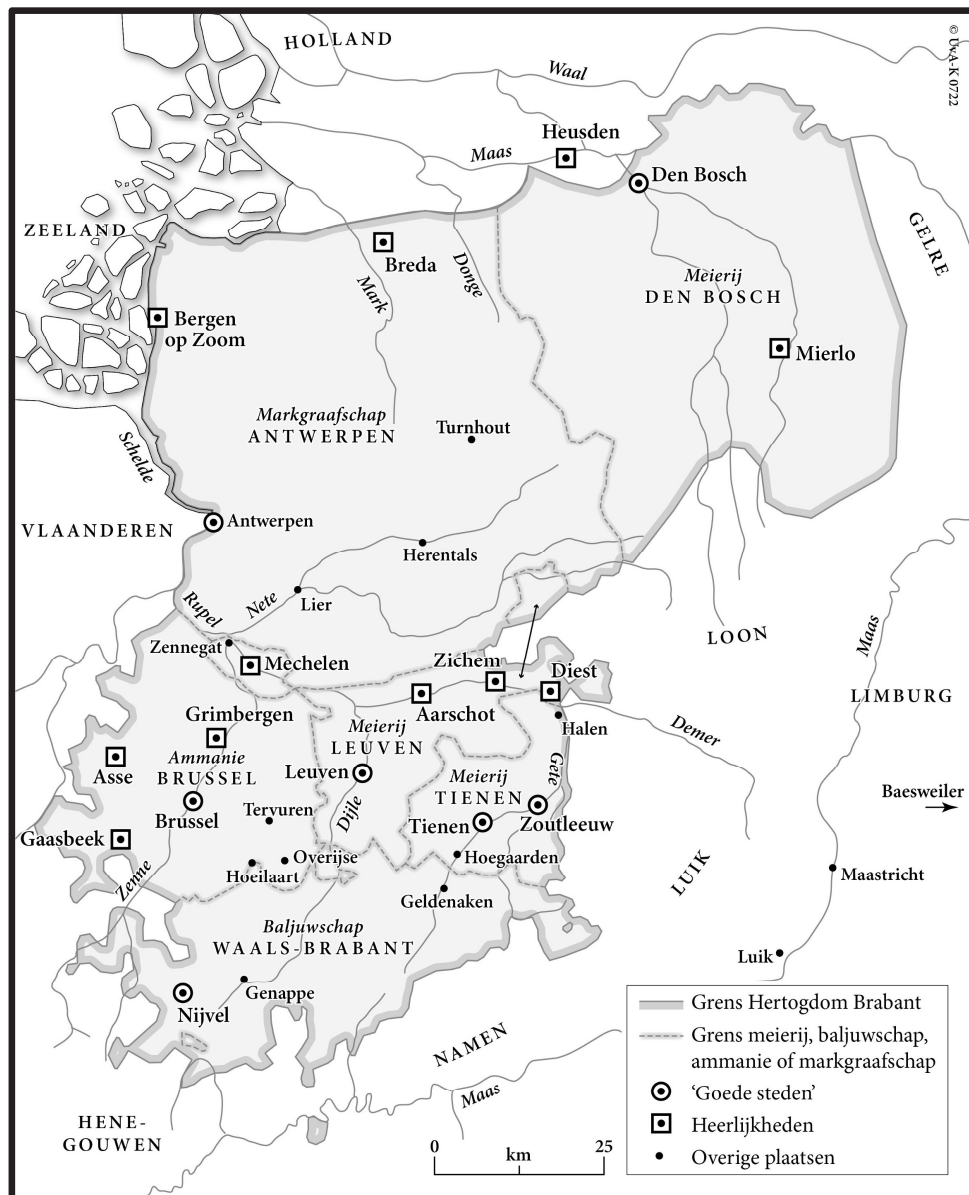 HOLLAND
© UvA-K 0722
Waal
Heusden
Maas
Den Bosch
ZEELAND
GELRE
Breda
Donge
Mark
Meierij
DEN BOSCH
Bergen
op Zoom
Mierlo
Markgraafschap
ANTWERPEN
Turnhout
Schelde
VLAANDEREN
Antwerpen
Herentals
Nete
Lier
Rupel
LOON
Maas
Zennegat
Mechelen
Zichem
Diest
LIMBURG
Aarschot
Halen
Demer
Grimbergen
Meierij
LEUVEN
Ammanie
BRUSSEL
Asse
Leuven
Gete
Meierij
TIENEN
Baesweiler
Brussel
Tervuren
Dijle
Tienen
Zoutleeuw
Gaasbeek
Hoegaarden
Overijse
Hoeilaart
LUIK
Maastricht
Zenne
Geldenaken
Baljuwschap
WAALS-BRABANT
Luik
Genappe
Nijvel
Grens Hertogdom Brabant
Grens meierij, baljuwschap,
ammanie of markgraafschap
'Goede steden'
Heerlijkheden
Overige plaatsen
NAMEN
Maas
HENE-
GOUWEN
0 25
km